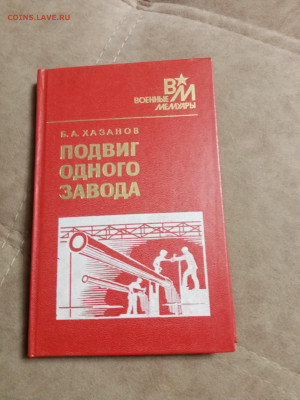 COINS.LAVE.RU
ВМ
ВОЕННЫЕ
МЕМУАРЫ
Б.А. ХАЗАНОВ
ПОДВИГ
ОДНОГО
ЗАВОДА